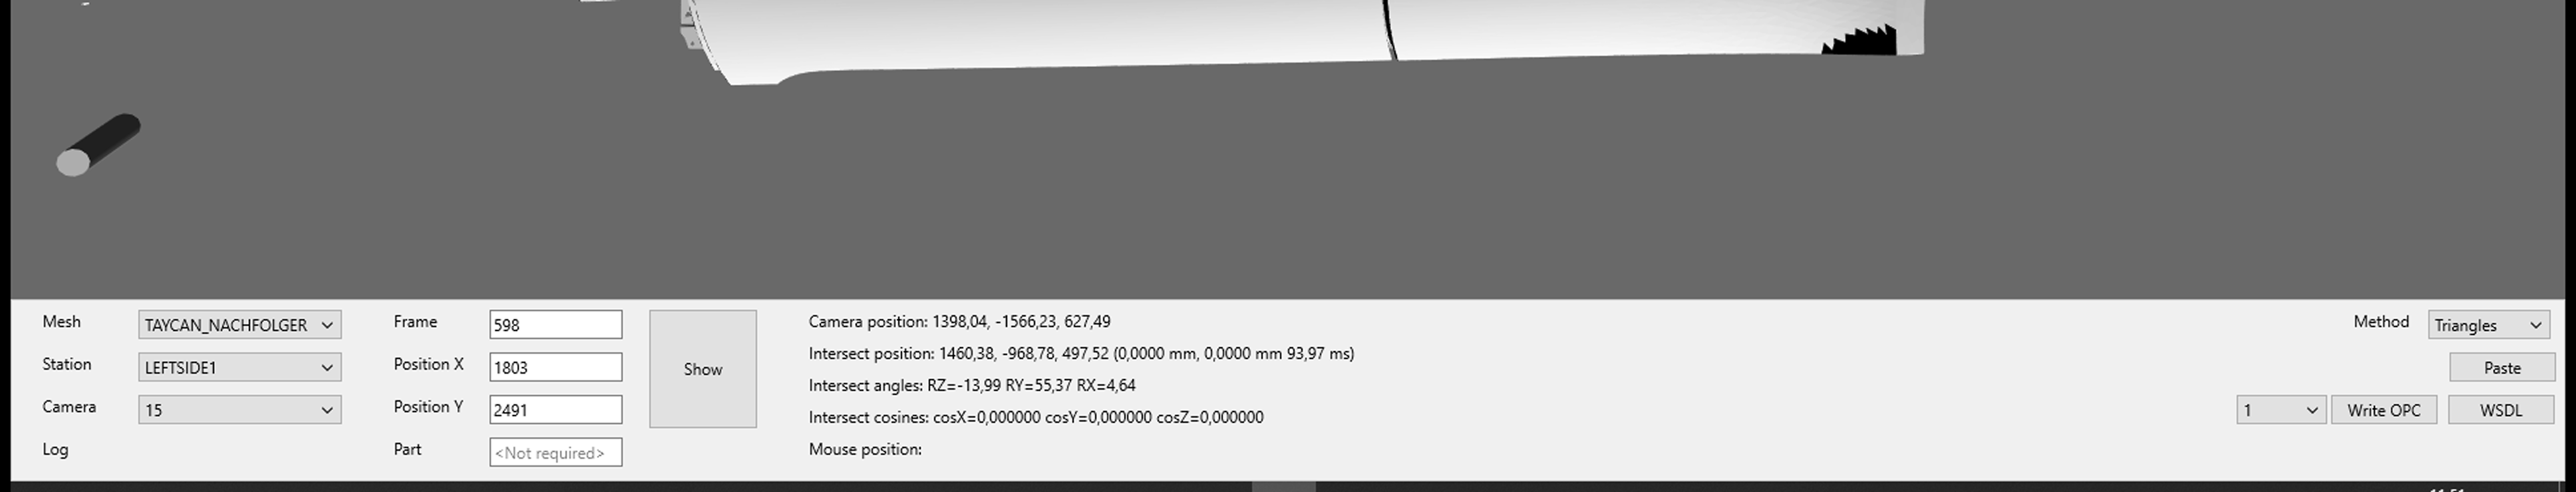 Mesh TAYCAN_NACHFOLGER Frame 598 Camera position: 1398,04, -1566,23, 627,49 Method Triangles
Station LEFTSIDE1 Position X 1803 Show Intersect position: 1460,38, -968,78, 497,52 (0,0000 mm, 0,0000 mm 93,97 ms) Paste
Intersect angles: RZ=-13,99 RY=55,37 RX=4,64
Camera 15 Position Y 2491 Intersect cosines: cosX=0,000000 cosY=0,000000 cosZ=0,000000 1 Write OPC WSDL
Log Part <Not required> Mouse position: